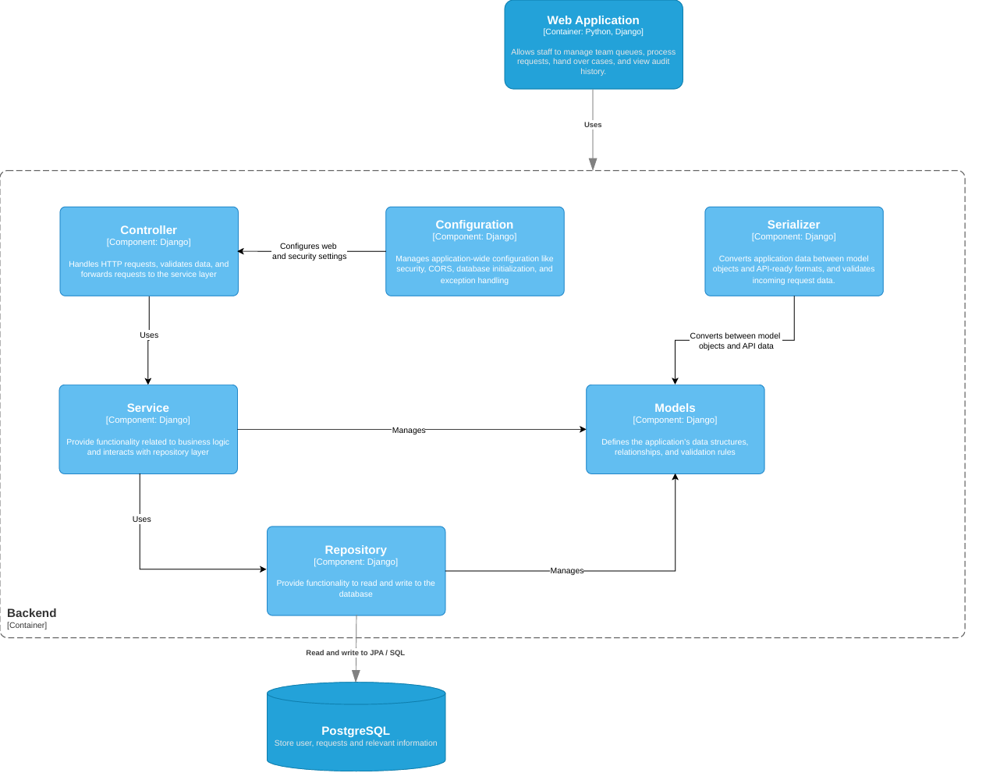 Web Application
[Container: Python, Django]
Allows staff to manage team queues, process
requests, hand over cases, and view audit
history.
Uses
Controller
[Component: Django]
Handles HTTP requests, validates data, and
forwards requests to the service layer
Configures web
and security settings
Configuration
[Component: Django]
Manages application-wide configuration like
security, CORS, database initialization, and
exception handling
Serializer
[Component: Django]
Converts application data between model
objects and API-ready formats, and validates
incoming request data.
Uses
Converts between model
objects and API data
Service
[Component: Django]
Provide functionality related to business logic
and interacts with repository layer
Manages
Models
[Component: Django]
Defines the application's data structures,
relationships, and validation rules
Uses
Repository
[Component: Django]
Provide functionality to read and write to the
database
Manages
Backend
[Container]
Read and write to JPA / SQL
PostgreSQL
Store user, requests and relevant information